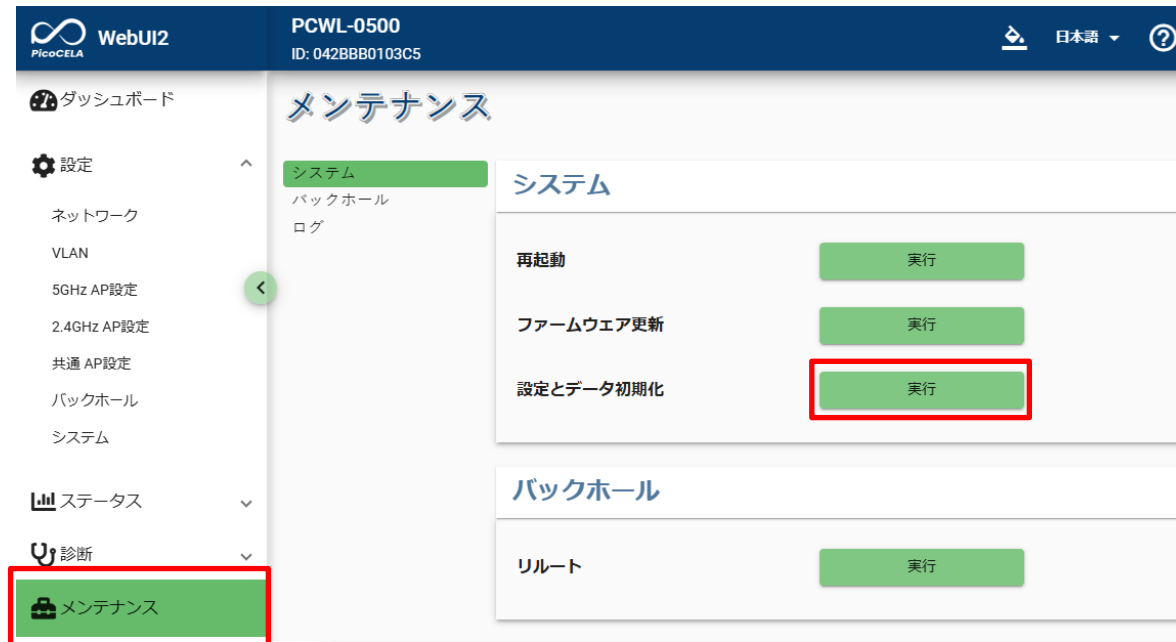 PicoCELA
WebUI2
PCWL-0500
ID: 042BBB0103C5
日本語
?
ダッシュボード
設定
ネットワーク
VLAN
5GHz AP設定
2.4GHz AP設定
共通 AP設定
バックホール
システム
ステータス
診断
メンテナンス
メンテナンス
システム
バックホール
ログ
システム
再起動 実行
ファームウェア更新 実行
設定とデータ初期化 実行
バックホール
リルート 実行